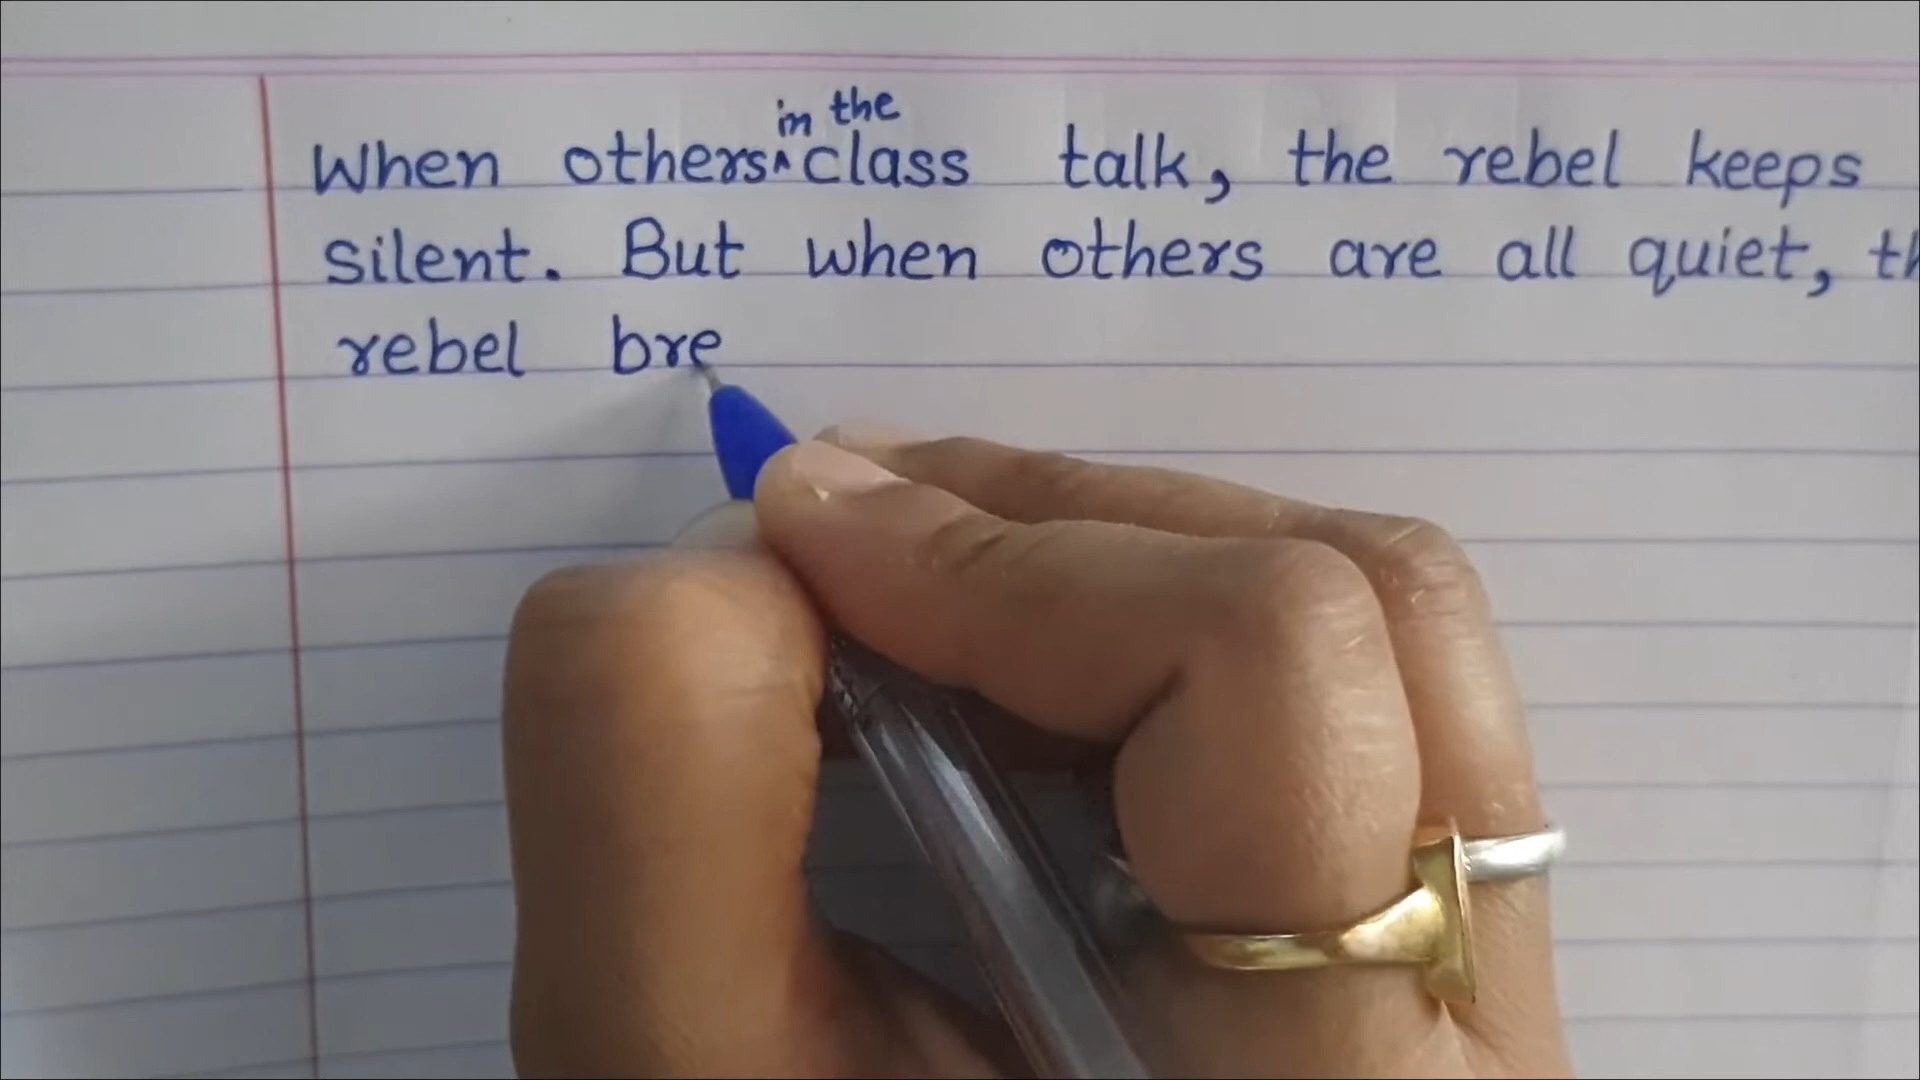 When others ^ in the class talk, the rebel keeps
silent. But when others are all quiet, th
rebel bre